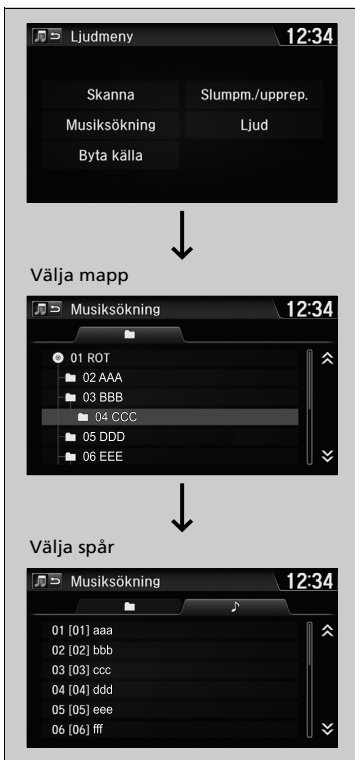 Ljudmeny 12:34
Skanna Slumpm./upprep.
Musiksökning Ljud
Byta källa
Välja mapp
Musiksökning 12:34
01 ROT
02 AAA
03 BBB
04 CCC
05 DDD
06 EEE
Välja spår
Musiksökning 12:34
01 [01] aaa
02 [02] bbb
03 [03] ccc
04 [04] ddd
05 [05] eee
06 [06] fff